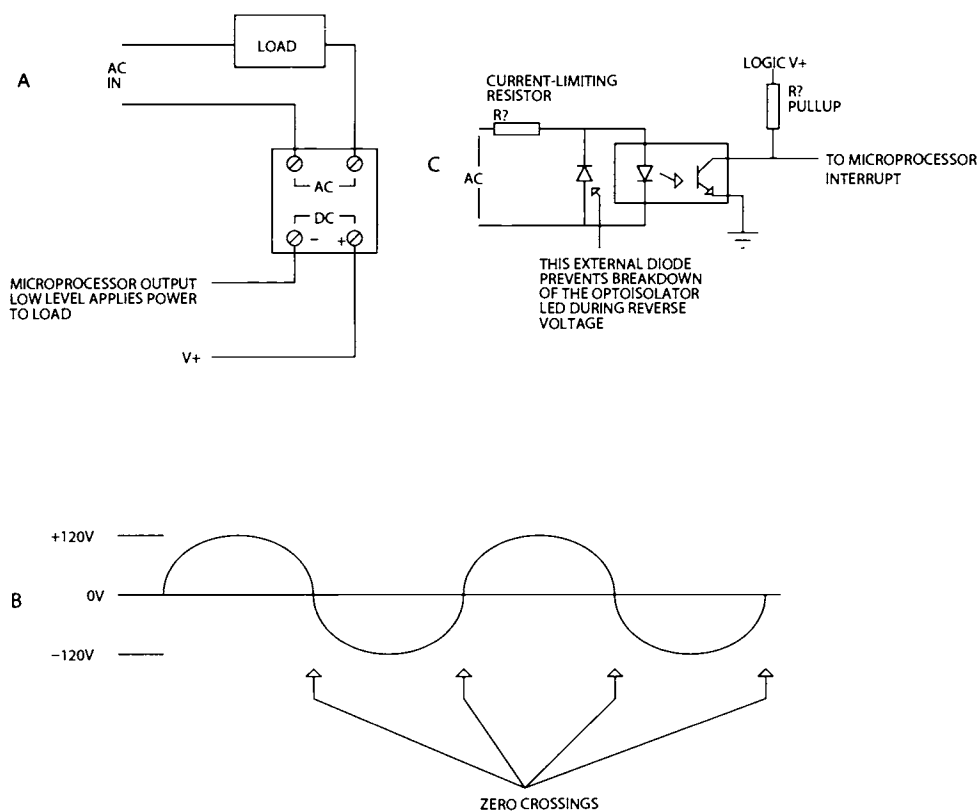 A
AC
IN
LOAD
AC
DC
- +
MICROPROCESSOR OUTPUT
LOW LEVEL APPLIES POWER
TO LOAD
V+
C
CURRENT-LIMITING
RESISTOR
R?
AC
LOGIC V+
R?
PULLUP
TO MICROPROCESSOR
INTERRUPT
THIS EXTERNAL DIODE
PREVENTS BREAKDOWN
OF THE OPTOISOLATOR
LED DURING REVERSE
VOLTAGE
B
+120V
0V
−120V
ZERO CROSSINGS